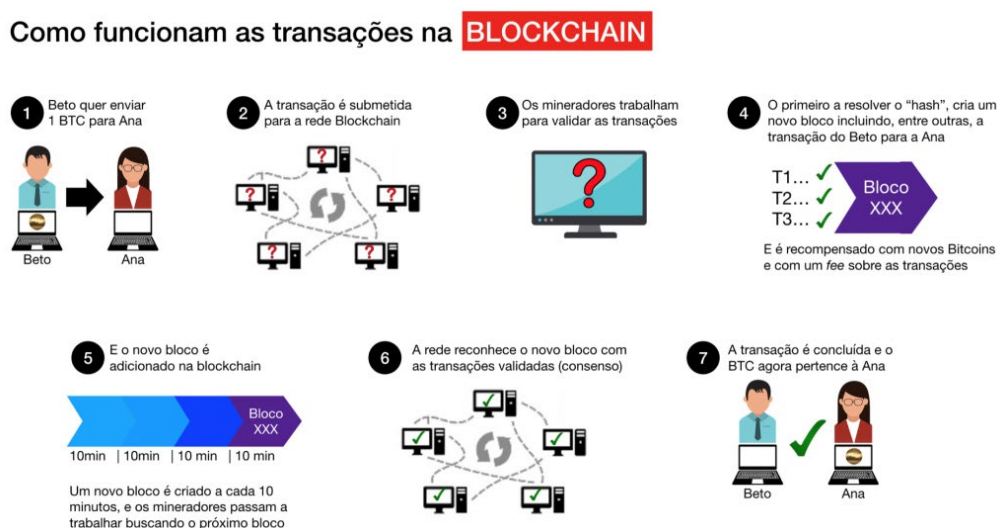 Como funcionam as transações na BLOCKCHAIN
1
Beto quer enviar
1 BTC para Ana
Beto
Ana
2
A transação é submetida
para a rede Blockchain
?
?
?
?
?
3
Os mineradores trabalham
para validar as transações
?
4
O primeiro a resolver o “hash”, cria um
novo bloco incluindo, entre outras, a
transação do Beto para a Ana
T1...
T2...
T3...
Bloco
XXX
E é recompensado com novos Bitcoins
e com um fee sobre as transações
5
E o novo bloco é
adicionado na blockchain
Bloco
XXX
10min | 10min | 10 min | 10 min
Um novo bloco é criado a cada 10
minutos, e os mineradores passam a
trabalhar buscando o próximo bloco
6
A rede reconhece o novo bloco com
as transações validadas (consenso)
7
A transação é concluída e o
BTC agora pertence à Ana
Beto
Ana